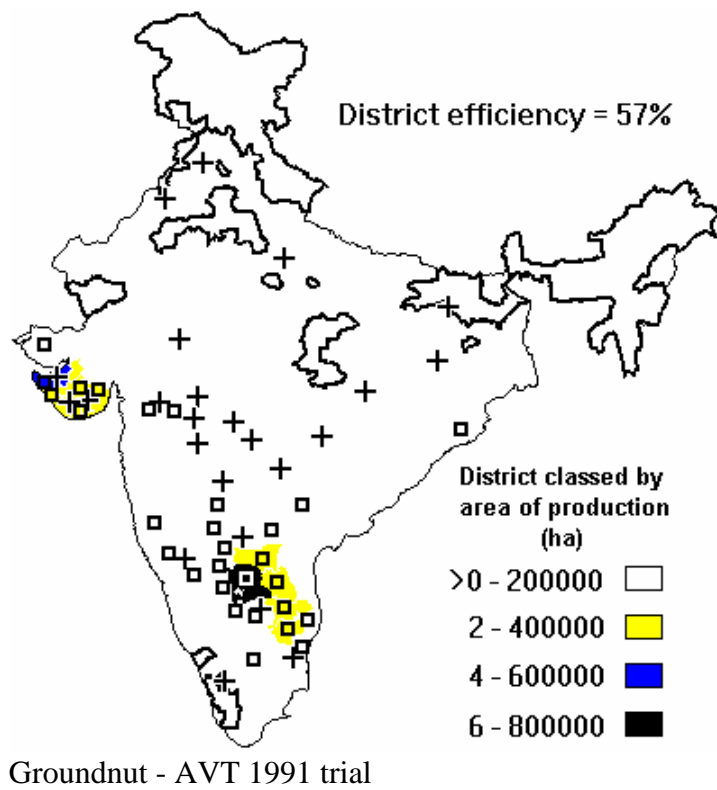 District efficiency = 57%
District classed by
area of production
(ha)
>0 - 200000
2 - 400000
4 - 600000
6 - 800000
Groundnut - AVT 1991 trial